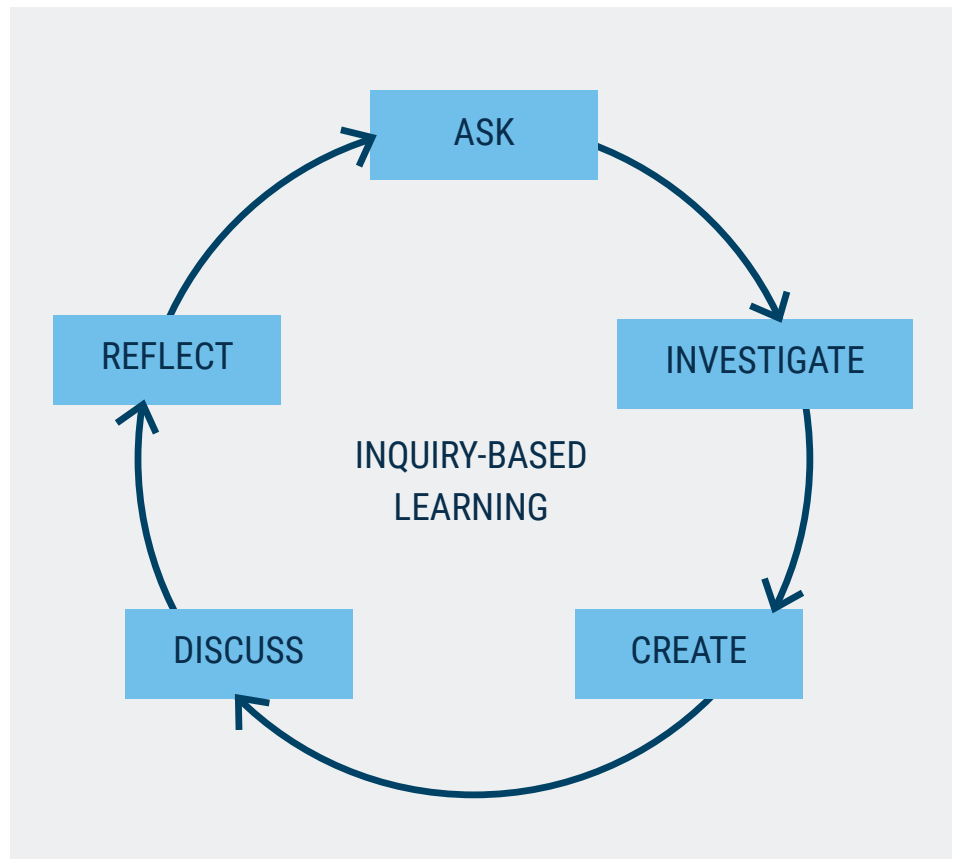 ASK
INVESTIGATE
CREATE
DISCUSS
REFLECT
INQUIRY-BASED
LEARNING